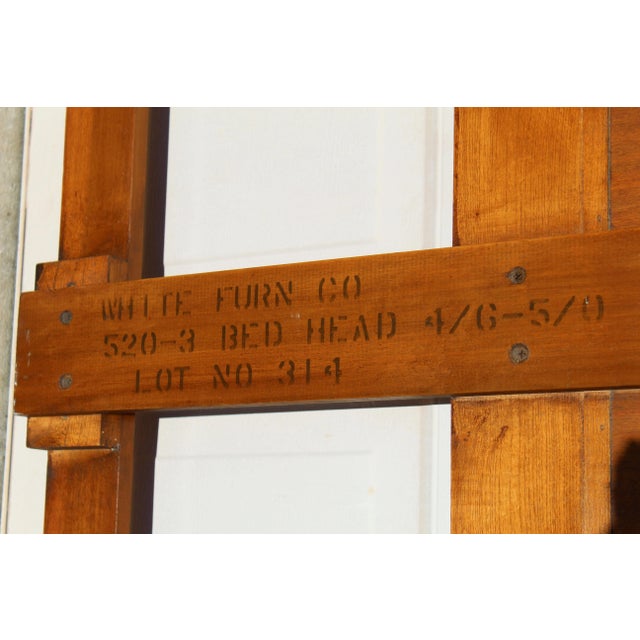 WHITE FURN CO
520-3 BED HEAD 4/6-5/0
LOT NO 314